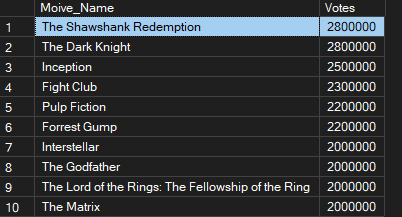 Moive_Name Votes
1 The Shawshank Redemption 2800000
2 The Dark Knight 2800000
3 Inception 2500000
4 Fight Club 2300000
5 Pulp Fiction 2200000
6 Forrest Gump 2200000
7 Interstellar 2000000
8 The Godfather 2000000
9 The Lord of the Rings: The Fellowship of the Ring 2000000
10 The Matrix 2000000